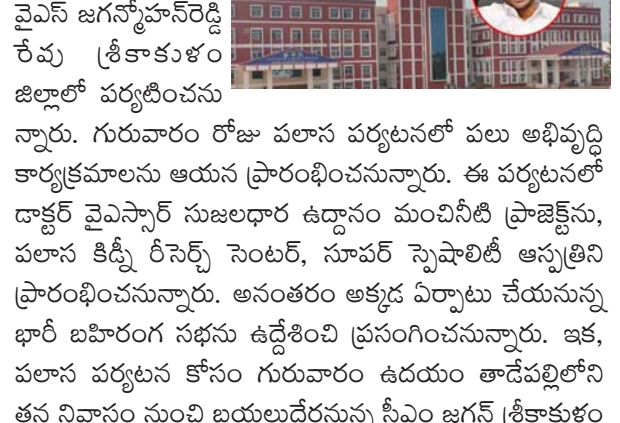 వైఎస్ జగన్మోహన్‌రెడ్డి
రేపు శ్రీకాకుళం
జిల్లాలో పర్యటించను
న్నారు. గురువారం రోజు పలాస పర్యటనలో పలు అభివృద్ధి
కార్యక్రమాలను ఆయన ప్రారంభించనున్నారు. ఈ పర్యటనలో
డాక్టర్ వైఎస్సార్ సుజలధార ఉద్దానం మంచినీటి ప్రాజెక్ట్‌ను,
పలాస కిడ్నీ రీసెర్చ్ సెంటర్, సూపర్ స్పెషాలిటీ ఆస్పత్రిని
ప్రారంభించనున్నారు. అనంతరం అక్కడ ఏర్పాటు చేయనున్న
భారీ బహిరంగ సభను ఉద్దేశించి ప్రసంగించనున్నారు. ఇక,
పలాస పర్యటన కోసం గురువారం ఉదయం తాడేపల్లిలోని
తన నివాసం నుంచి బయలుదేరనున్న సీఎం జగన్ శ్రీకాకుళం